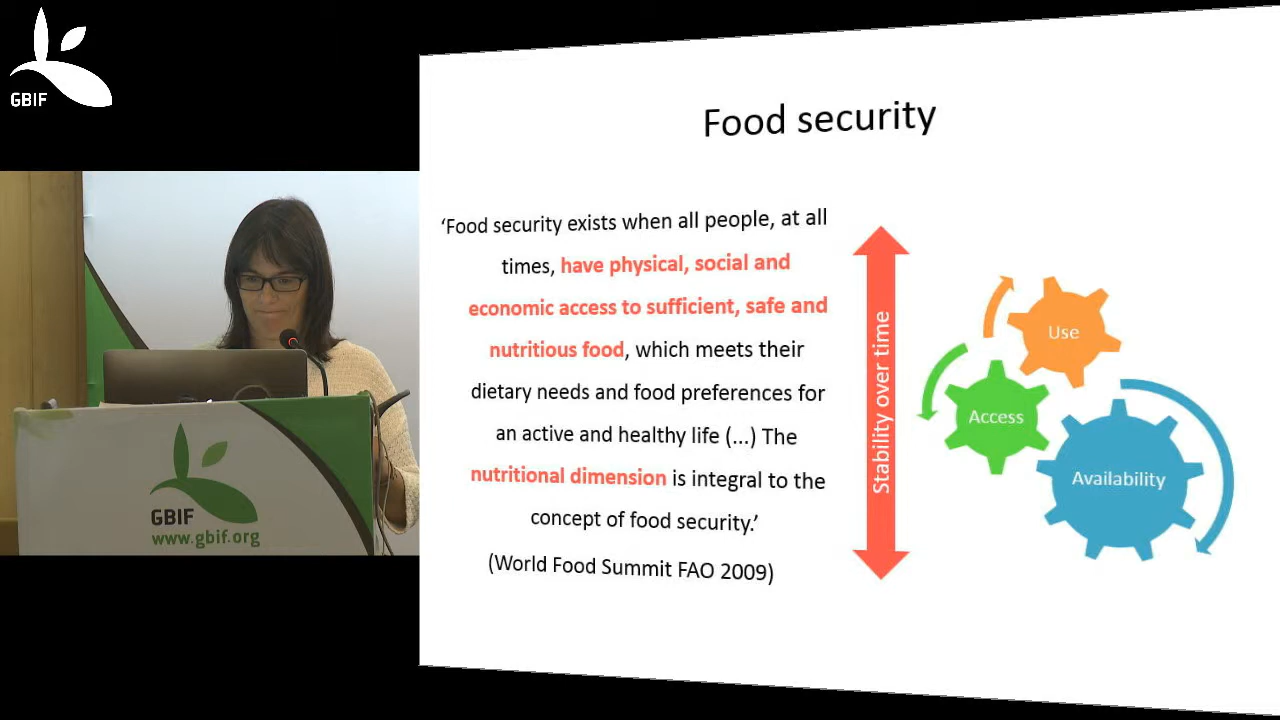 GBIF
Food security
‘Food security exists when all people, at all
times, have physical, social and
economic access to sufficient, safe and
nutritious food, which meets their
dietary needs and food preferences for
an active and healthy life (...) The
nutritional dimension is integral to the
concept of food security.’
(World Food Summit FAO 2009)
Stability over time
Use
Access
Availability
GBIF
www.gbif.org